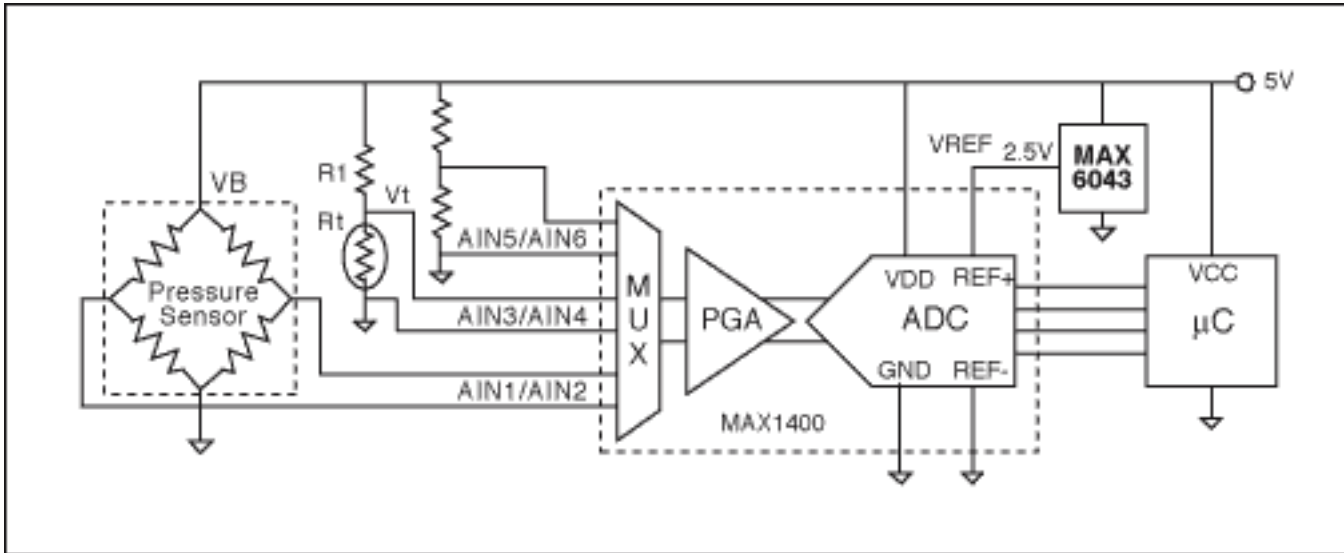 5V
VREF
2.5V
MAX
6043
R1
VB
Vt
Rt
AIN5/AIN6
Pressure
Sensor
M
U
X
PGA
VDD
REF+
ADC
VCC
µC
AIN3/AIN4
GND
REF-
AIN1/AIN2
MAX1400